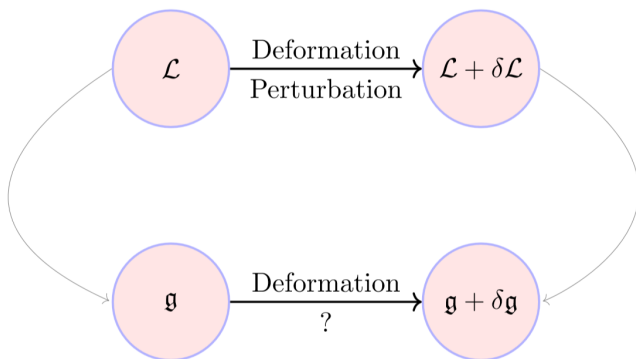 Deformation
ℒ
ℒ + δℒ
Perturbation
Deformation
𝔤
𝔤 + δ𝔤
?